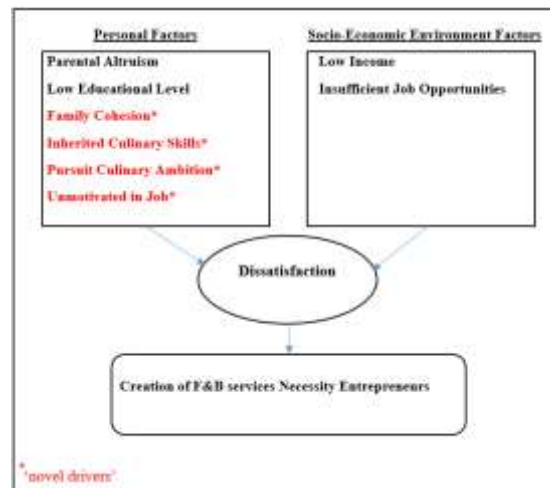 Personal Factors
Parental Altruism
Low Educational Level
Family Cohesion*
Inherited Culinary Skills*
Pursuit Culinary Ambition*
Unmotivated in Job*
Socio-Economic Environment Factors
Low Income
Insufficient Job Opportunities
Dissatisfaction
Creation of F&B services Necessity Entrepreneurs
*'novel drivers'